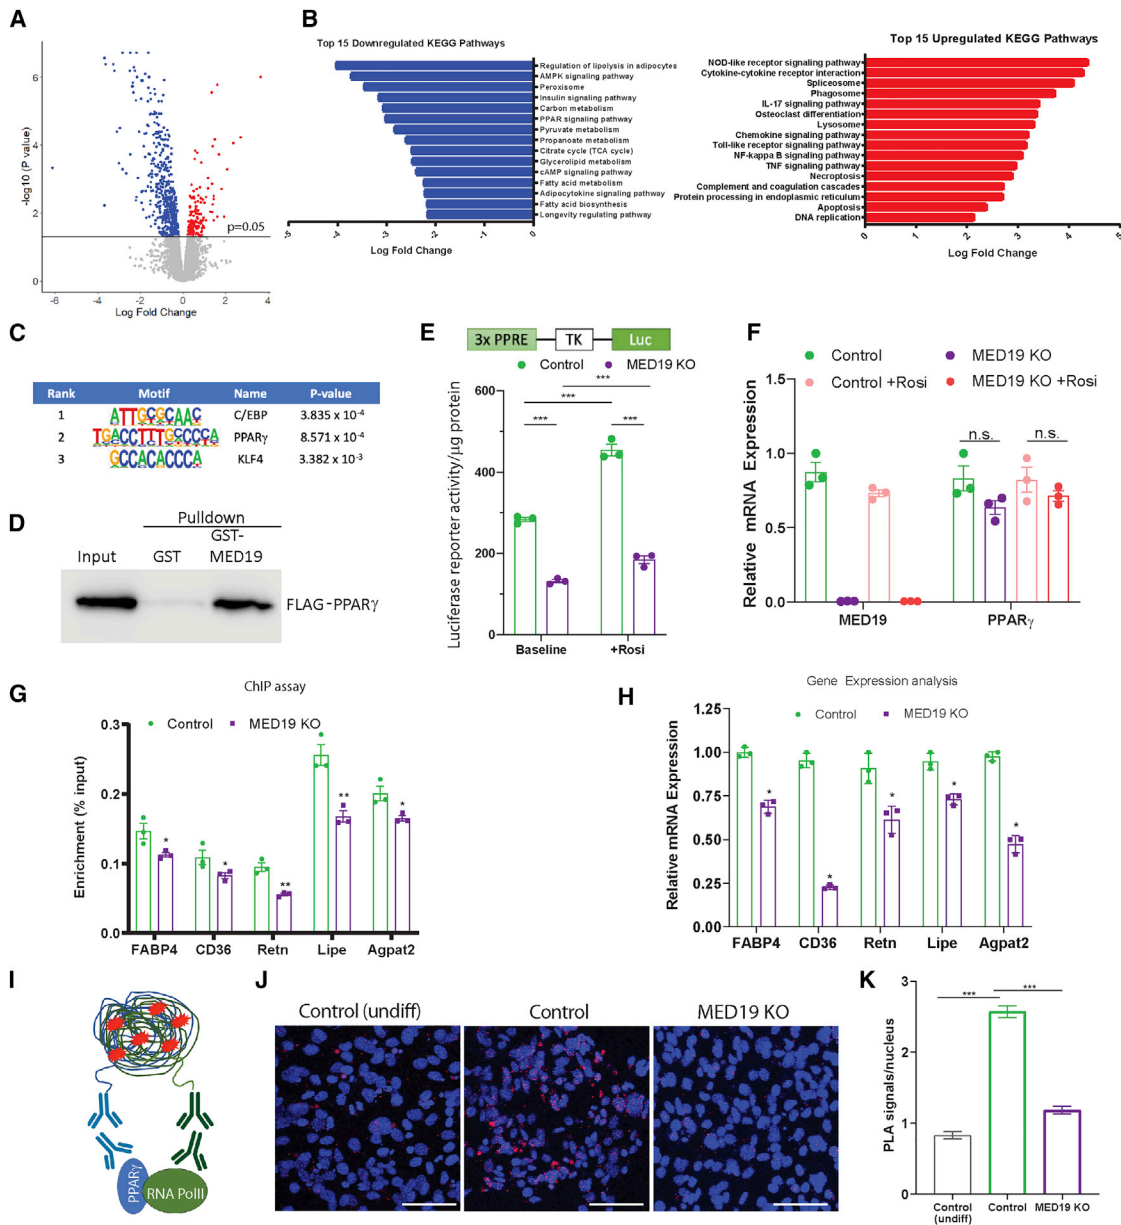 A
6
4
2
0
-log10 (P value)
p=0.05
-6
-4
-2
0
2
4
Log Fold Change
B
Top 15 Downregulated KEGG Pathways
Regulation of lipolysis in adipocytes
AMPK signaling pathway
Peroxisome
Insulin signaling pathway
Carbon metabolism
PPAR signaling pathway
Pyruvate metabolism
Propanoate metabolism
Citrate cycle (TCA cycle)
Glycerolipid metabolism
cAMP signaling pathway
Fatty acid metabolism
Adipocytokine signaling pathway
Fatty acid biosynthesis
Longevity regulating pathway
-5
-4
-3
-2
-1
0
Log Fold Change
Top 15 Upregulated KEGG Pathways
NOD-like receptor signaling pathway
Cytokine-cytokine receptor interaction
Spliceosome
Phagosome
IL-17 signaling pathway
Osteoclast differentiation
Lysosome
Chemokine signaling pathway
Toll-like receptor signaling pathway
NF-kappa B signaling pathway
TNF signaling pathway
Necroptosis
Complement and coagulation cascades
Protein processing in endoplasmic reticulum
Apoptosis
DNA replication
0
1
2
3
4
5
Log Fold Change
C
Rank Motif Name P-value
1 ATTGCGCAAC C/EBP 3.835 x 10-4
2 TGACCTTTGCCCCA PPARγ 8.571 x 10-4
3 GCCACACCCA KLF4 3.382 x 10-3
D
Pulldown
Input GST GST-MED19
FLAG-PPARγ
E
3x PPRE TK Luc
Control MED19 KO
***
***
*** ***
600
400
200
0
Luciferase reporter activity/µg protein
Baseline +Rosi
F
Control MED19 KO
Control +Rosi MED19 KO +Rosi
1.5
1.0
0.5
0.0
Relative mRNA Expression
n.s. n.s.
MED19 PPARγ
G
ChIP assay
Control MED19 KO
0.3
0.2
0.1
0.0
Enrichment (% input)
* * ** ** *
FABP4 CD36 Retn Lipe Agpat2
H
Gene Expression analysis
Control MED19 KO
1.25
1.00
0.75
0.50
0.25
0.00
Relative mRNA Expression
* * * * *
FABP4 CD36 Retn Lipe Agpat2
I
PPARγ
RNA PolII
J
Control (undiff) Control MED19 KO
K
*** ***
3
2
1
0
PLA signals/nucleus
Control (undiff) Control MED19 KO